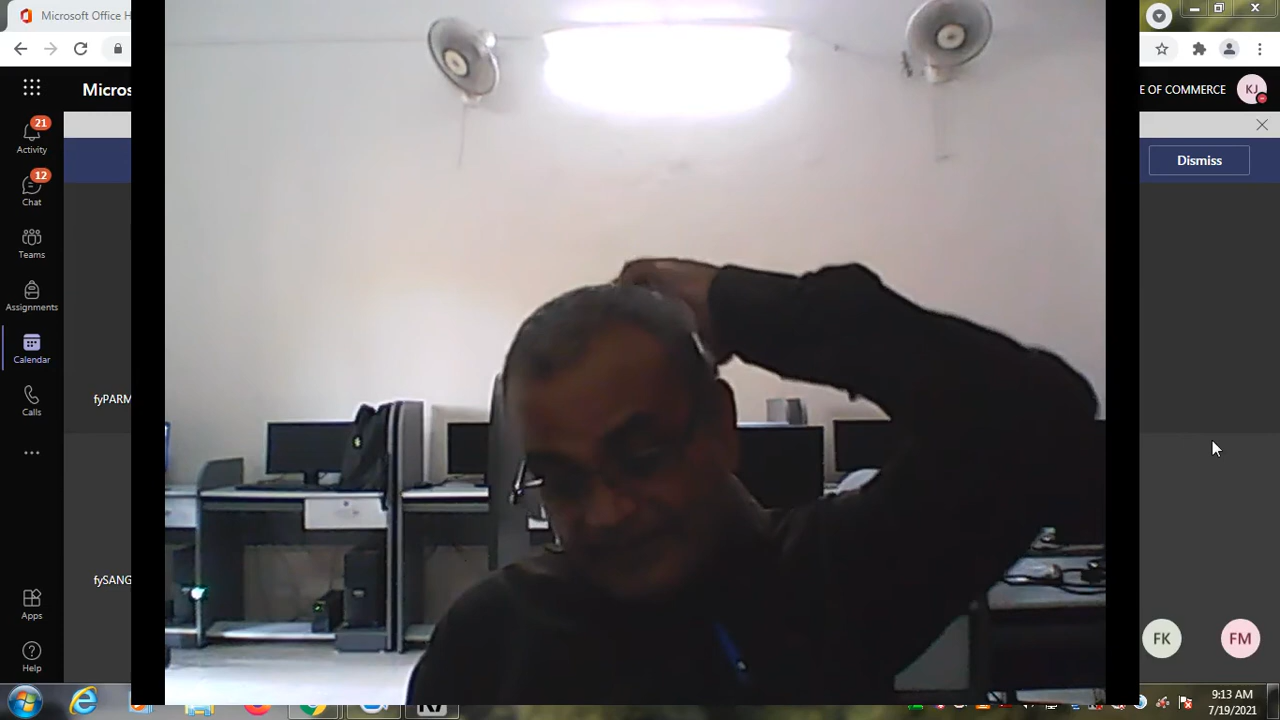 Microsoft Office H
Micros
E OF COMMERCE
KJ
21
Activity
Dismiss
12
Chat
Teams
Assignments
Calendar
Calls
fyPARM
fySANG
Apps
Help
FK
FM
9:13 AM
7/19/2021